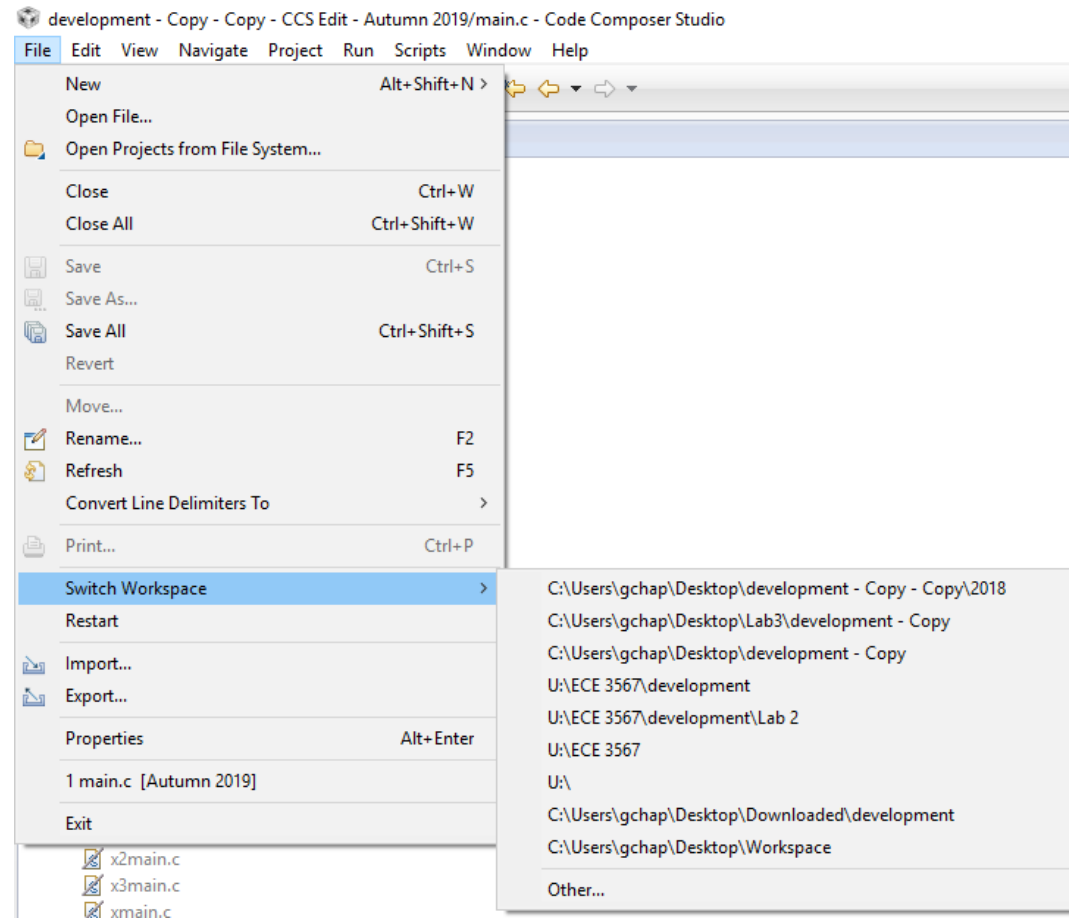 development - Copy - Copy - CCS Edit - Autumn 2019/main.c - Code Composer Studio
File Edit View Navigate Project Run Scripts Window Help
New Alt+Shift+N >
Open File...
Open Projects from File System...
Close Ctrl+W
Close All Ctrl+Shift+W
Save Ctrl+S
Save As...
Save All Ctrl+Shift+S
Revert
Move...
Rename... F2
Refresh F5
Convert Line Delimiters To >
Print... Ctrl+P
Switch Workspace >
Restart
Import...
Export...
Properties Alt+Enter
1 main.c [Autumn 2019]
Exit
C:\Users\gchap\Desktop\development - Copy - Copy\2018
C:\Users\gchap\Desktop\Lab3\development - Copy
C:\Users\gchap\Desktop\development - Copy
U:\ECE 3567\development
U:\ECE 3567\development\Lab 2
U:\ECE 3567
U:\
C:\Users\gchap\Desktop\Downloaded\development
C:\Users\gchap\Desktop\Workspace
Other...
x2main.c
x3main.c
xmain.c